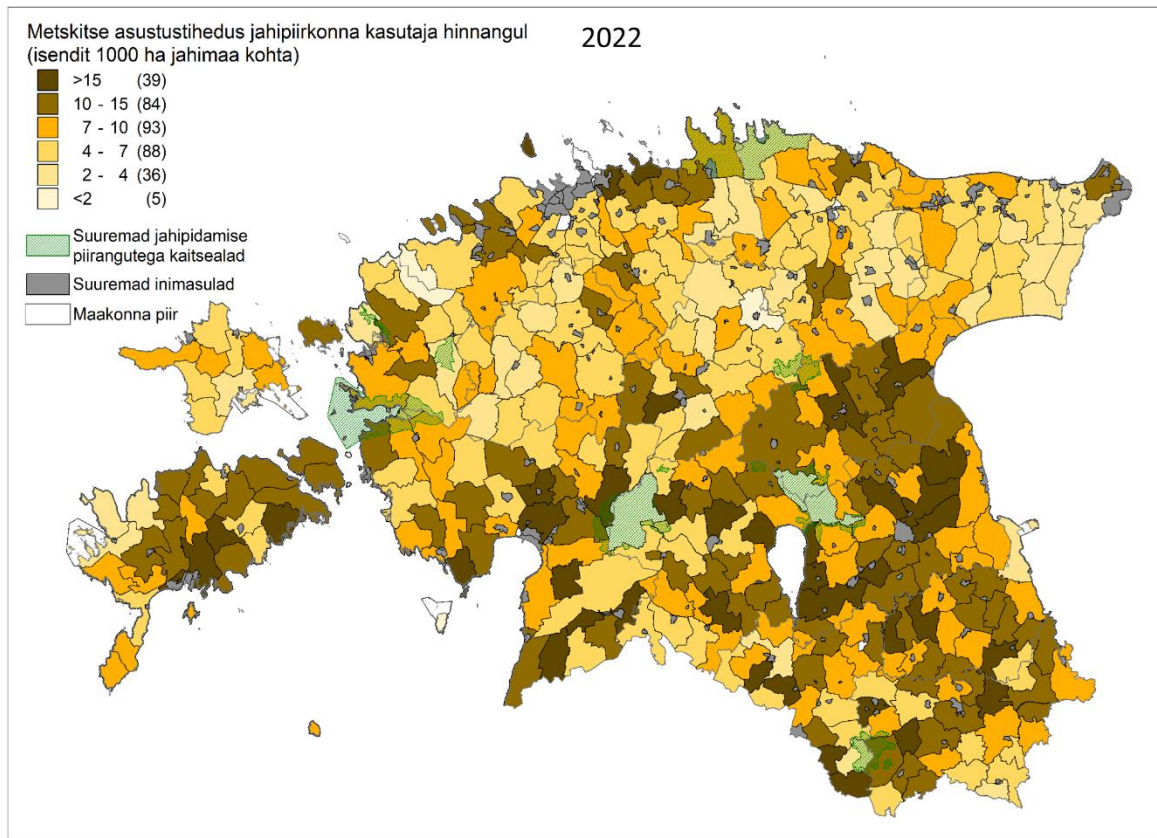 Metskitse asustustihedus jahipiirkonna kasutaja hinnangul
(isendit 1000 ha jahimaa kohta)
2022
>15 (39)
10 - 15 (84)
7 - 10 (93)
4 - 7 (88)
2 - 4 (36)
<2 (5)
Suuremad jahipidamise
piirangutega kaitsealad
Suuremad inimasulad
Maakonna piir